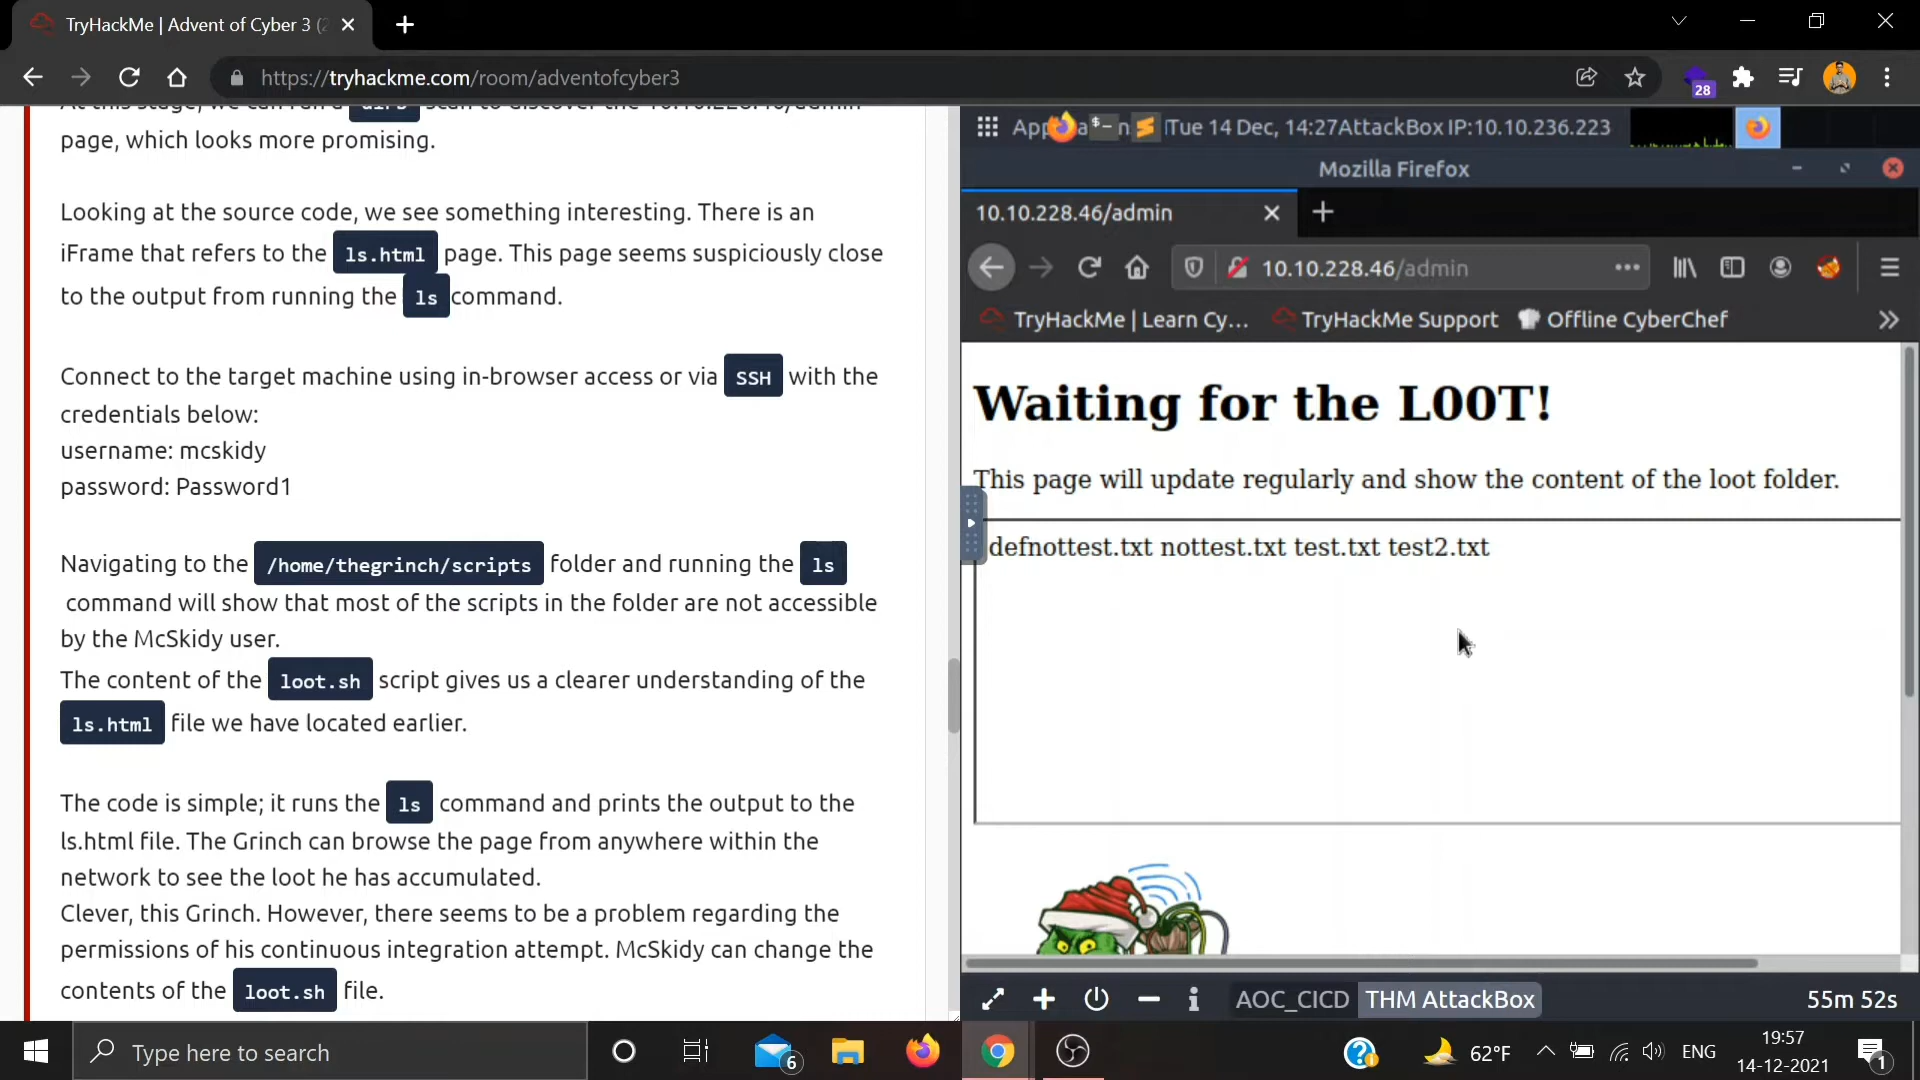 TryHackMe | Advent of Cyber 3 (2
https://tryhackme.com/room/adventofcyber3
28
page, which looks more promising.
Looking at the source code, we see something interesting. There is an
iFrame that refers to the ls.html page. This page seems suspiciously close
to the output from running the ls command.
Connect to the target machine using in-browser access or via SSH with the
credentials below:
username: mcskidy
password: Password1
Navigating to the /home/thegrinch/scripts folder and running the ls
command will show that most of the scripts in the folder are not accessible
by the McSkidy user.
The content of the loot.sh script gives us a clearer understanding of the
ls.html file we have located earlier.
The code is simple; it runs the ls command and prints the output to the
ls.html file. The Grinch can browse the page from anywhere within the
network to see the loot he has accumulated.
Clever, this Grinch. However, there seems to be a problem regarding the
permissions of his continuous integration attempt. McSkidy can change the
contents of the loot.sh file.
Tue 14 Dec, 14:27AttackBox IP:10.10.236.223
Mozilla Firefox
10.10.228.46/admin
10.10.228.46/admin
TryHackMe | Learn Cy... TryHackMe Support Offline CyberChef
Waiting for the L00T!
This page will update regularly and show the content of the loot folder.
defnottest.txt nottest.txt test.txt test2.txt
AOC_CICD THM AttackBox 55m 52s
Type here to search
6
62°F
ENG
19:57
14-12-2021
1